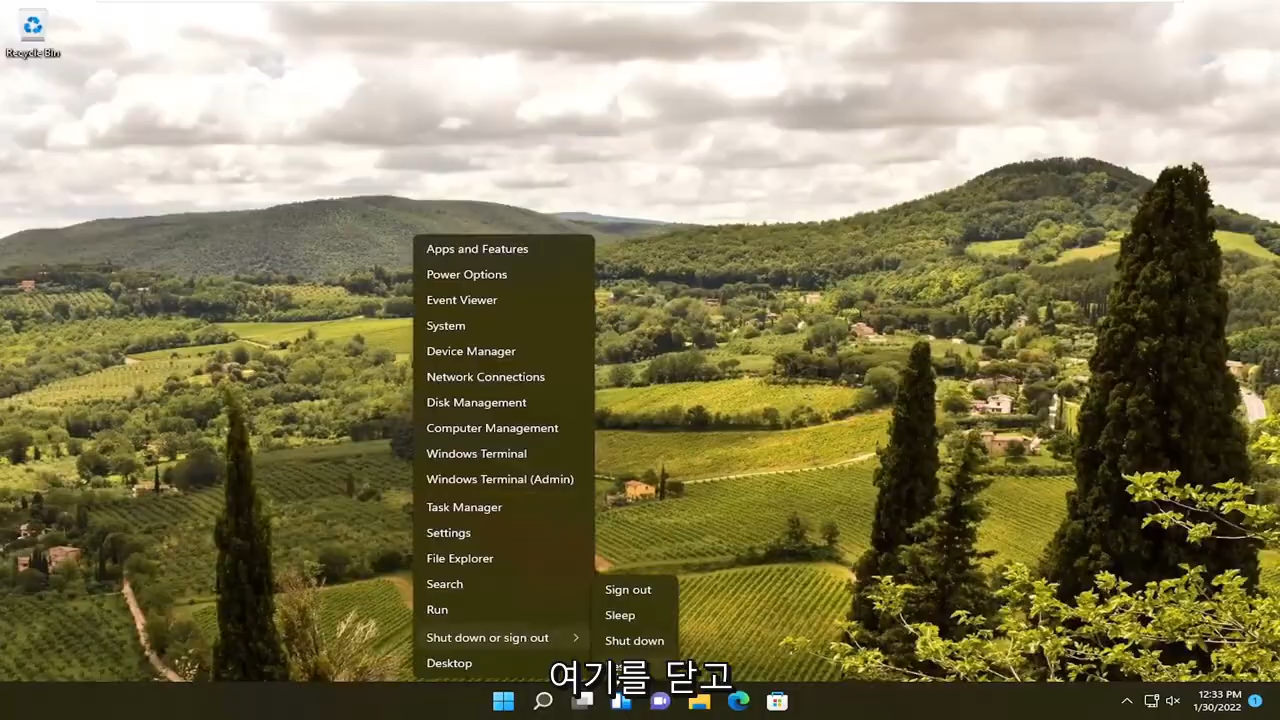 Recycle Bin
Apps and Features
Power Options
Event Viewer
System
Device Manager
Network Connections
Disk Management
Computer Management
Windows Terminal
Windows Terminal (Admin)
Task Manager
Settings
File Explorer
Search
Run
Shut down or sign out
Desktop
Sign out
Sleep
Shut down
여기를 닫고
12:33 PM
1/30/2022
1